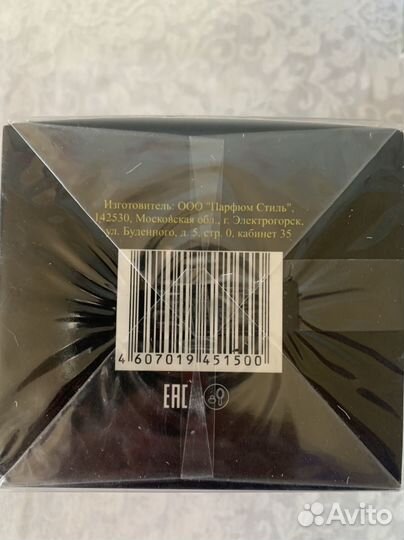 Изготовитель: ООО "Парфюм Стиль",
142530, Московская обл., г. Электрогорск,
ул. Буденного, д. 5, стр. 0, кабинет 35
4 607019 451500
EAC
Avito